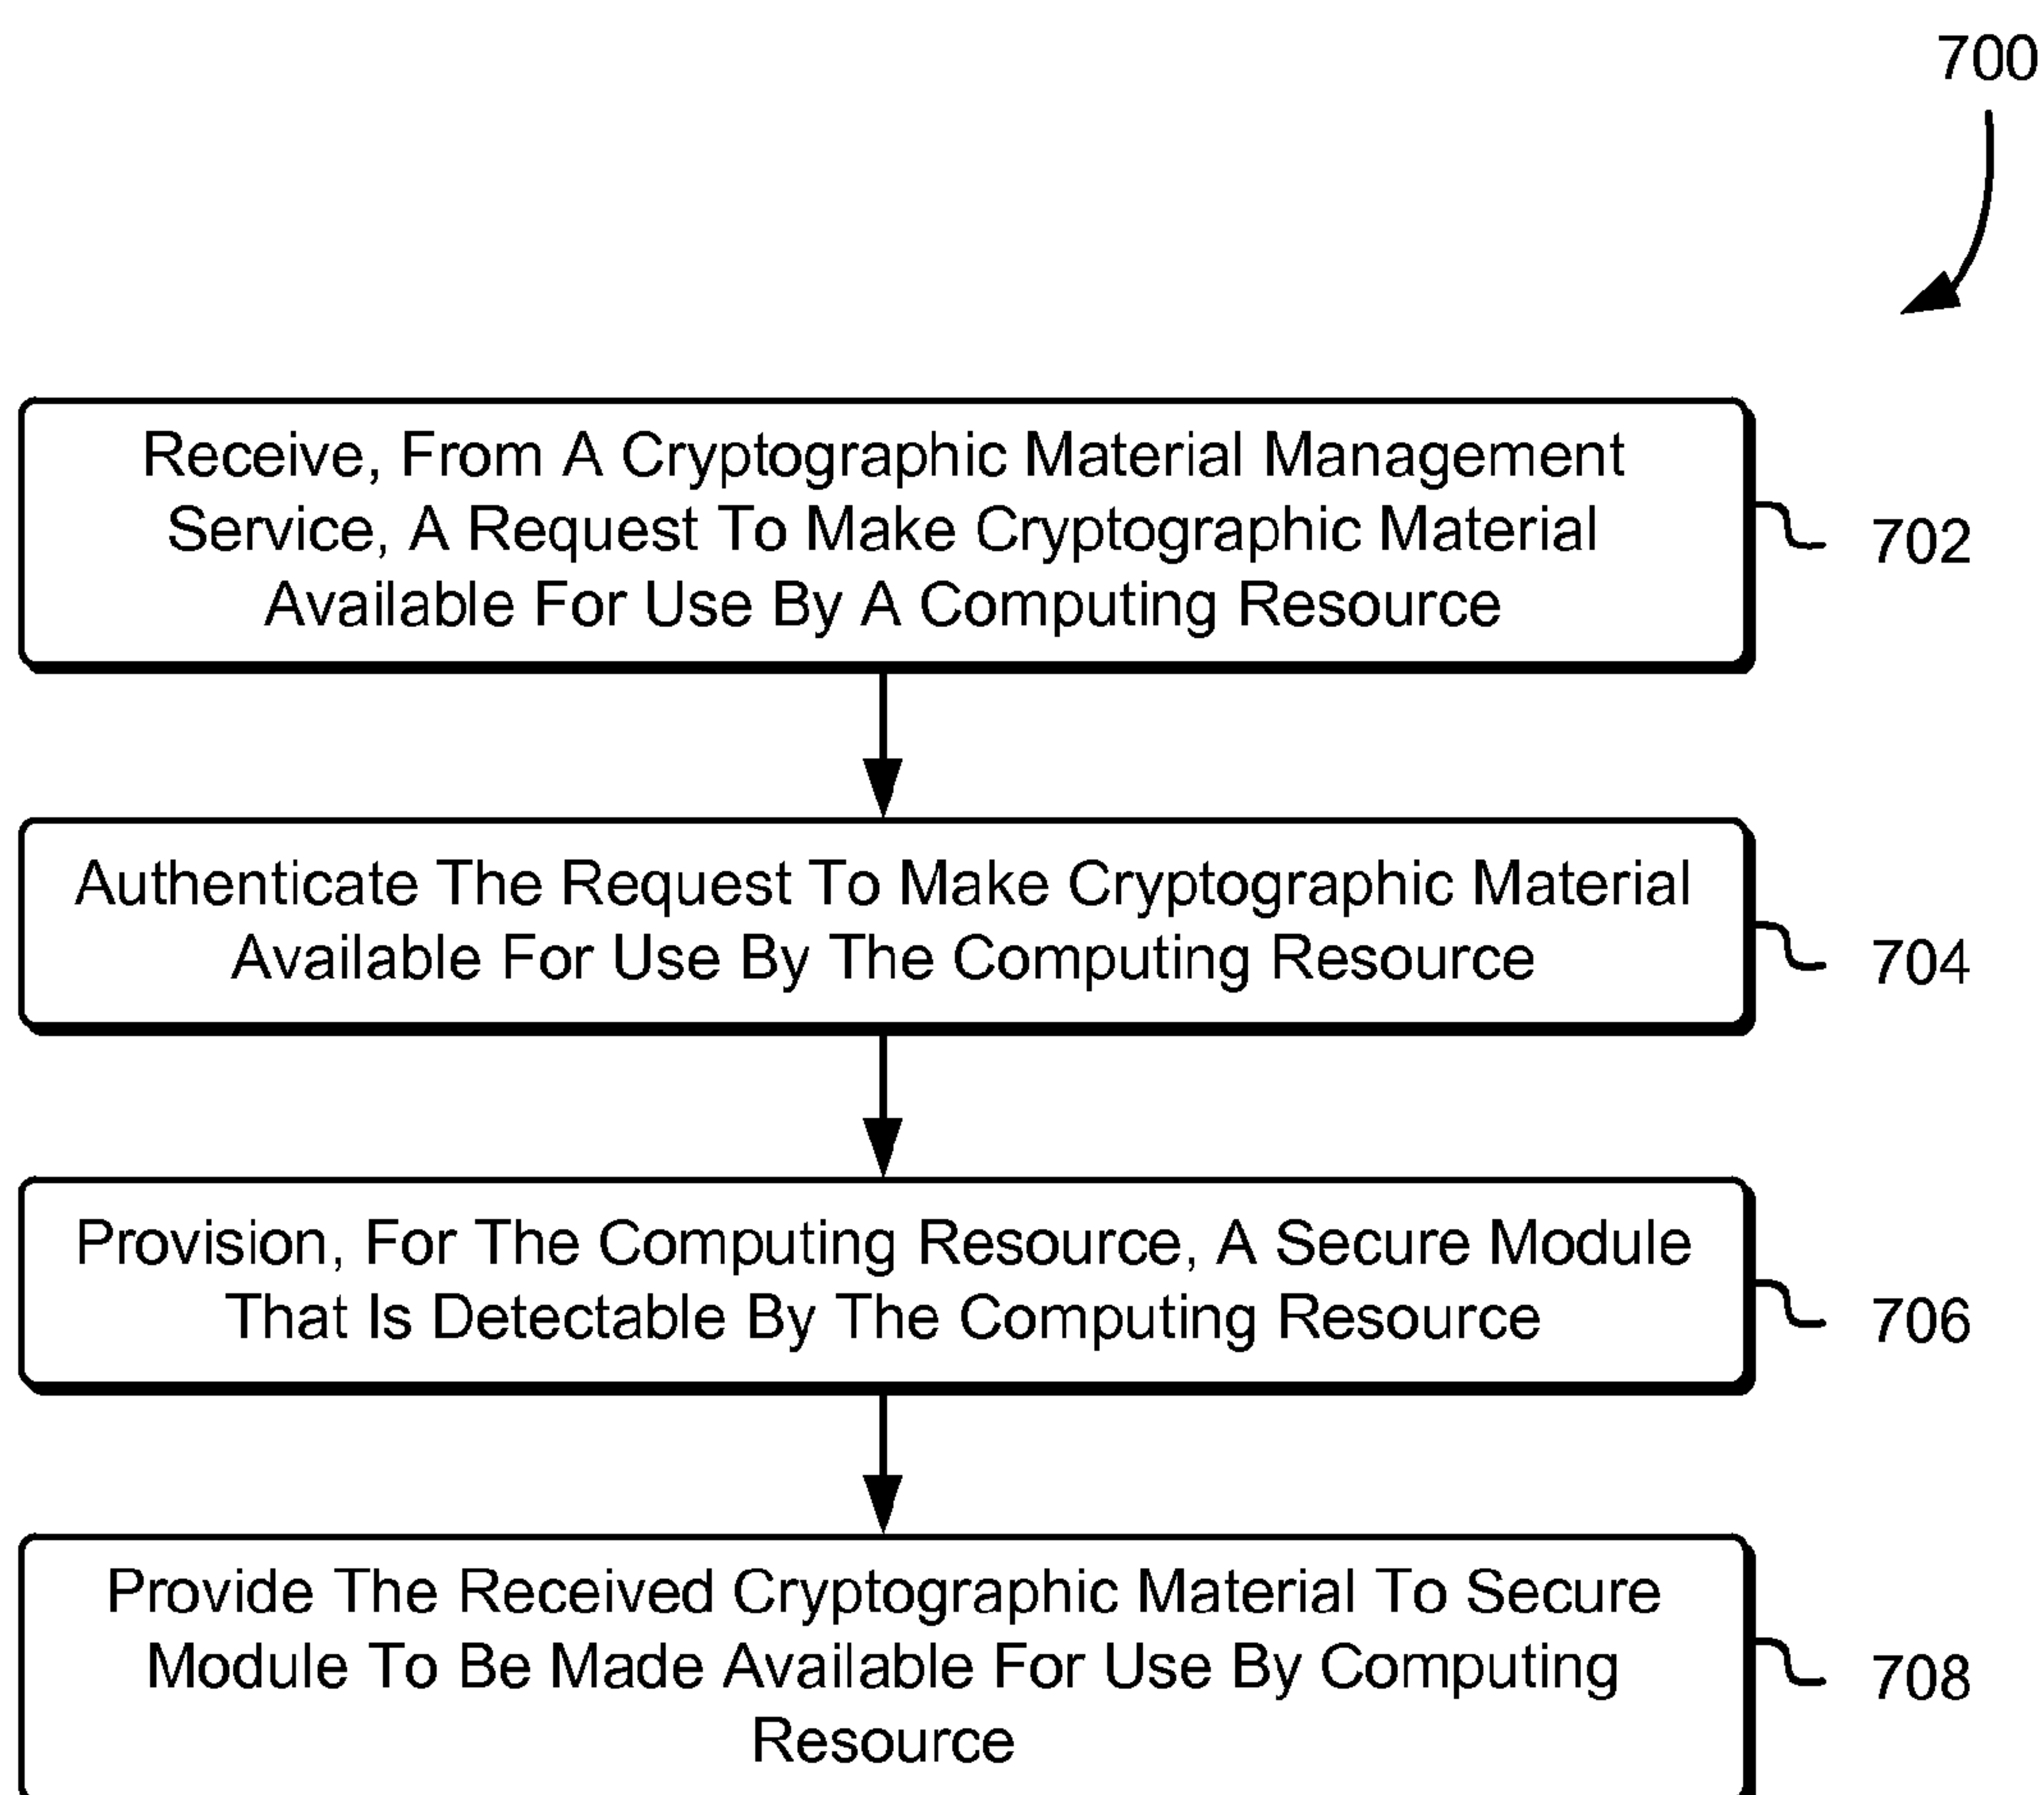 700
Receive, From A Cryptographic Material Management
Service, A Request To Make Cryptographic Material
Available For Use By A Computing Resource
702
Authenticate The Request To Make Cryptographic Material
Available For Use By The Computing Resource
704
Provision, For The Computing Resource, A Secure Module
That Is Detectable By The Computing Resource
706
Provide The Received Cryptographic Material To Secure
Module To Be Made Available For Use By Computing
Resource
708